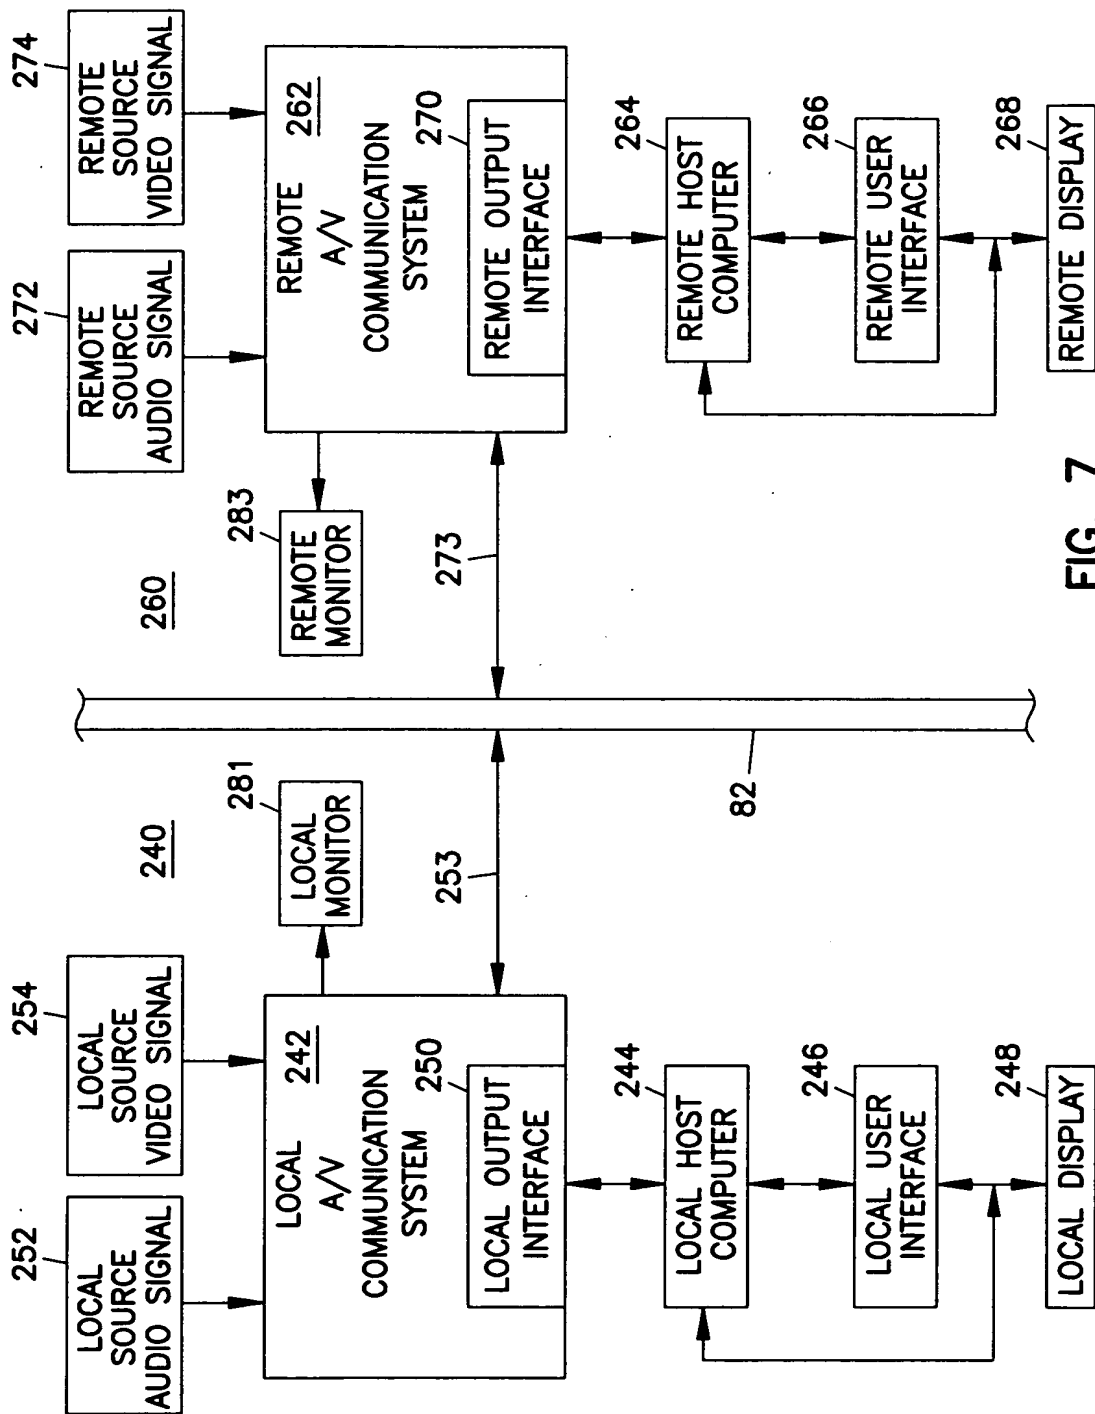 252
LOCAL
SOURCE
AUDIO SIGNAL
254
LOCAL
SOURCE
VIDEO SIGNAL
240
LOCAL
A/V
COMMUNICATION
SYSTEM
242
281
LOCAL
MONITOR
250
LOCAL OUTPUT
INTERFACE
253
244
LOCAL HOST
COMPUTER
246
LOCAL USER
INTERFACE
248
LOCAL DISPLAY
82
272
REMOTE
SOURCE
AUDIO SIGNAL
274
REMOTE
SOURCE
VIDEO SIGNAL
260
283
REMOTE
MONITOR
REMOTE
A/V
COMMUNICATION
SYSTEM
262
270
REMOTE OUTPUT
INTERFACE
273
264
REMOTE HOST
COMPUTER
266
REMOTE USER
INTERFACE
268
REMOTE DISPLAY
FIG. 7